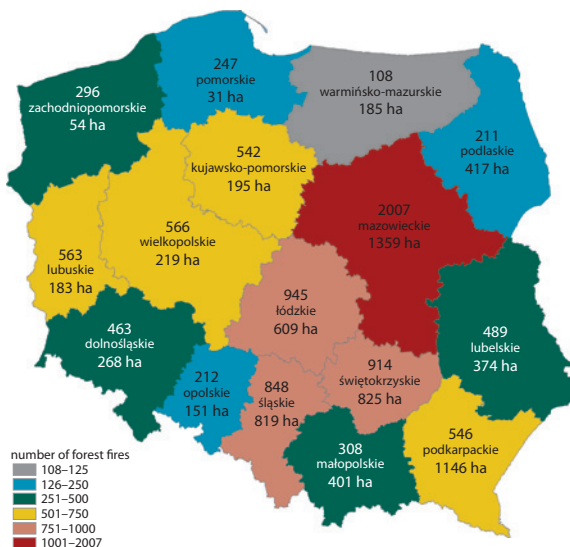 247
pomorskie
31 ha
108
warmińsko-mazurskie
185 ha
296
zachodniopomorskie
54 ha
211
podlaskie
417 ha
542
kujawsko-pomorskie
195 ha
2007
mazowieckie
1359 ha
566
wielkopolskie
219 ha
563
lubuskie
183 ha
945
łódzkie
609 ha
463
dolnośląskie
268 ha
489
lubelskie
374 ha
914
świętokrzyskie
825 ha
212
opolskie
151 ha
848
śląskie
819 ha
308
małopolskie
401 ha
546
podkarpackie
1146 ha
number of forest fires
108–125
126–250
251–500
501–750
751–1000
1001–2007